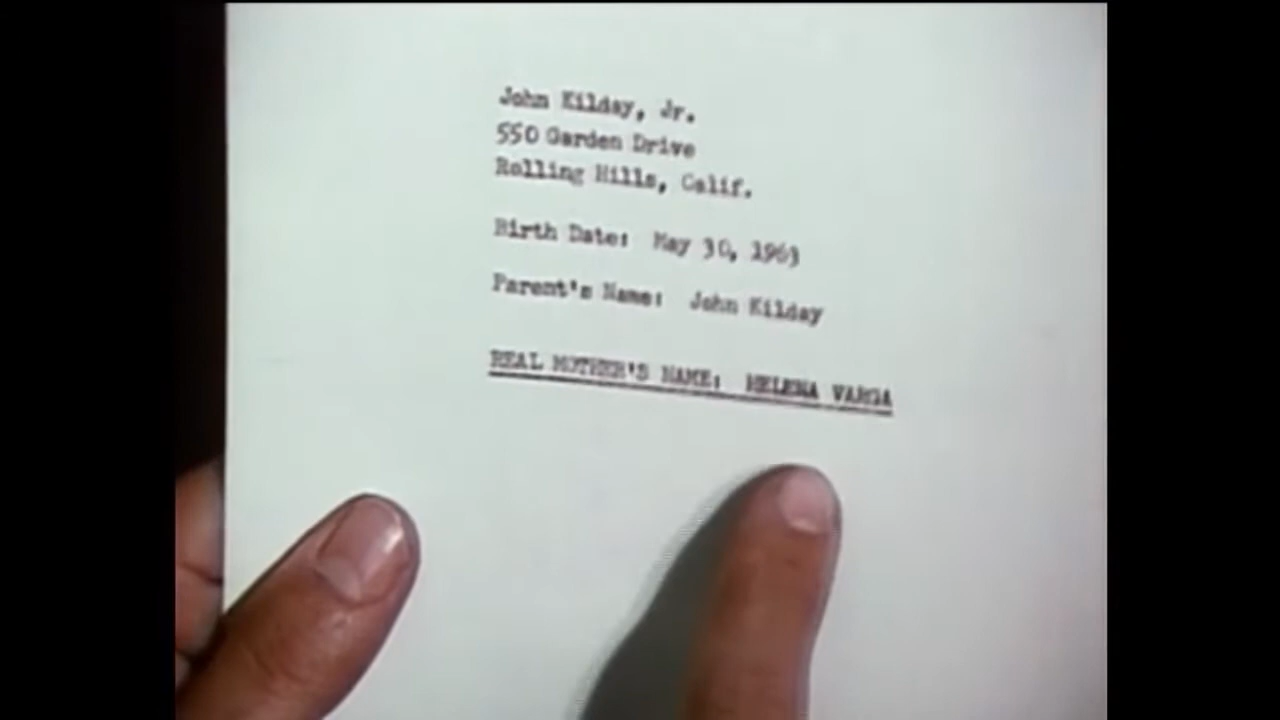 John Kilday, Jr.
550 Garden Drive
Rolling Hills, Calif.
Birth Date: May 30, 1963
Parent's Name: John Kilday
REAL MOTHER'S NAME: HELENA VARGA